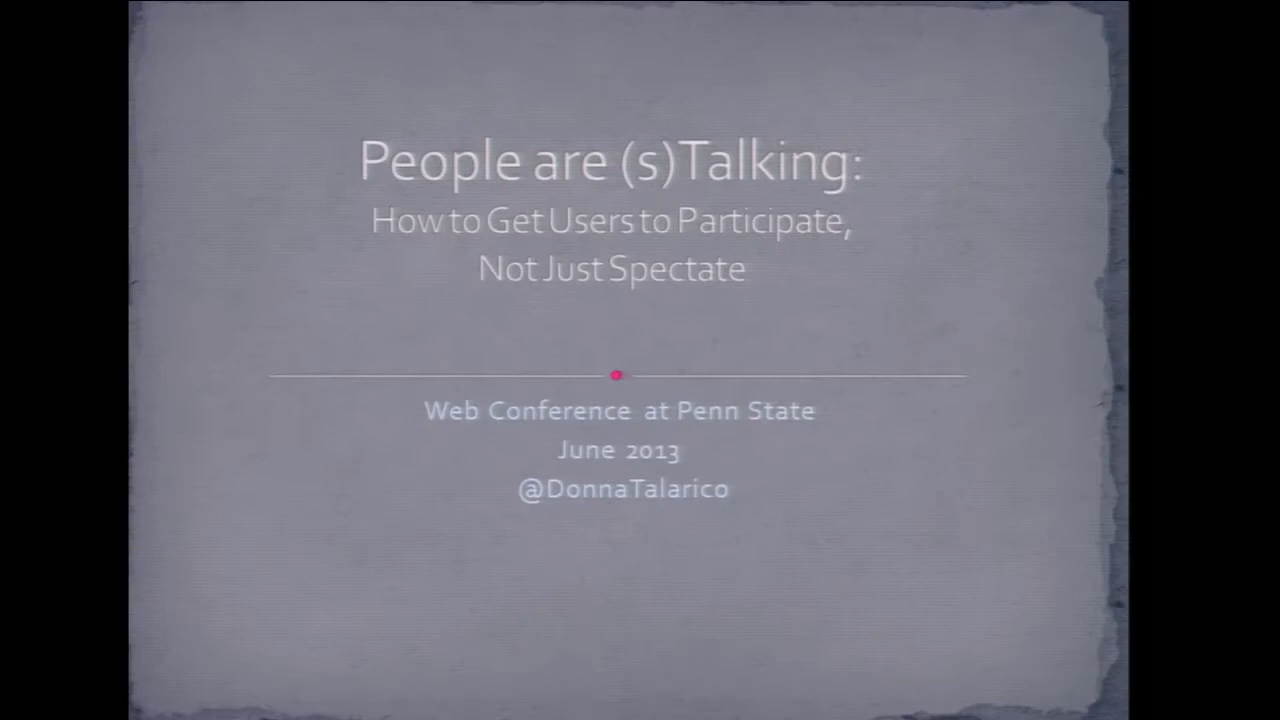 People are (s)Talking:
How to Get Users to Participate,
Not Just Spectate
Web Conference at Penn State
June 2013
@DonnaTalarico